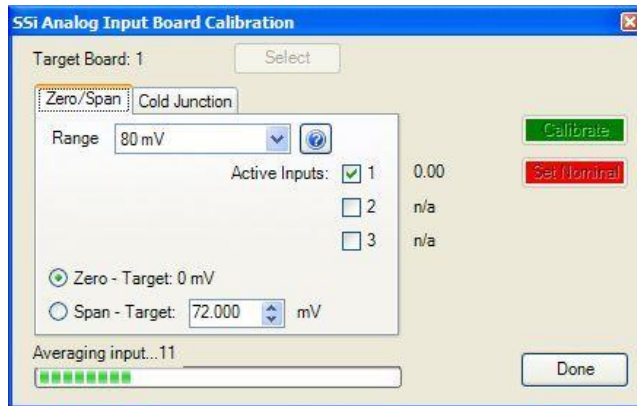 SSi Analog Input Board Calibration
Target Board: 1 Select
Zero/Span Cold Junction
Range 80 mV
Calibrate
Active Inputs: 1 0.00
Set Nominal
2 n/a
3 n/a
Zero - Target: 0 mV
Span - Target: 72.000 mV
Averaging input...11
Done